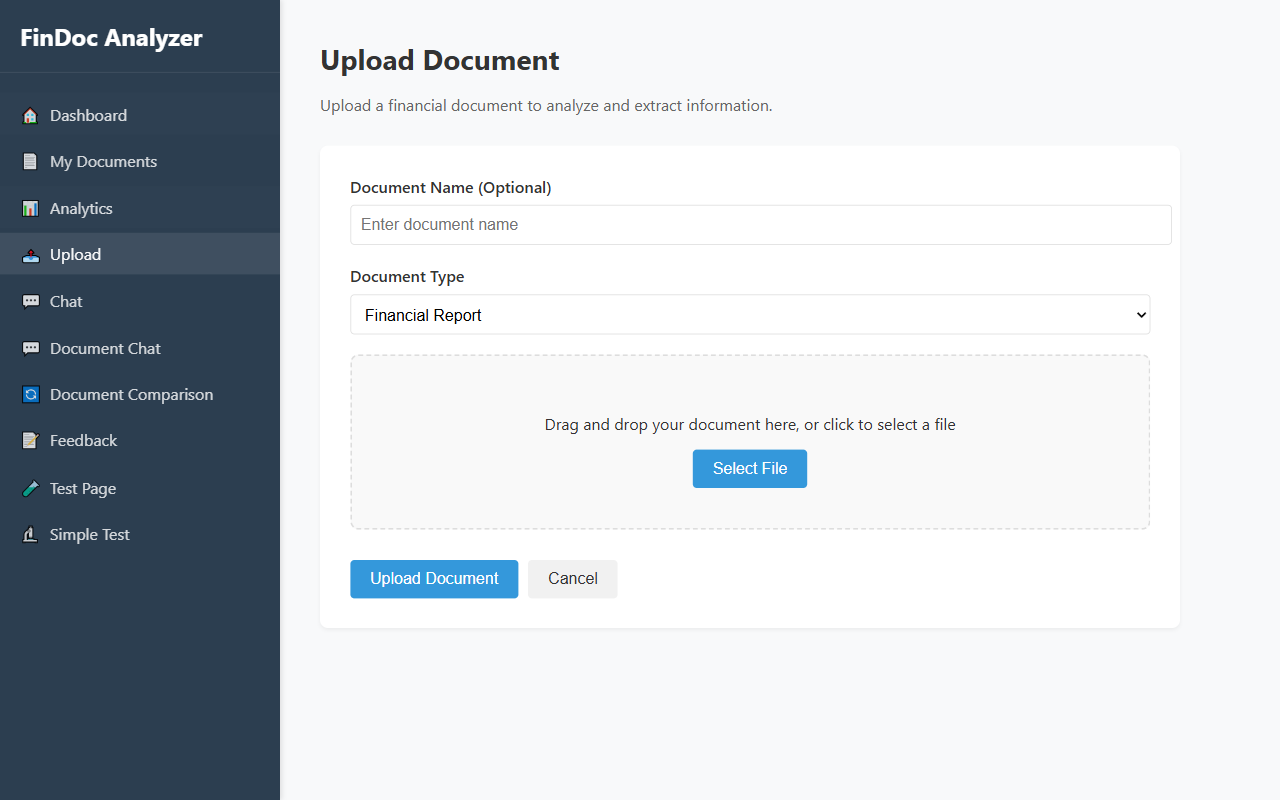 FinDoc Analyzer
Dashboard
My Documents
Analytics
Upload
Chat
Document Chat
Document Comparison
Feedback
Test Page
Simple Test
Upload Document
Upload a financial document to analyze and extract information.
Document Name (Optional)
Enter document name
Document Type
Financial Report
Drag and drop your document here, or click to select a file
Select File
Upload Document
Cancel